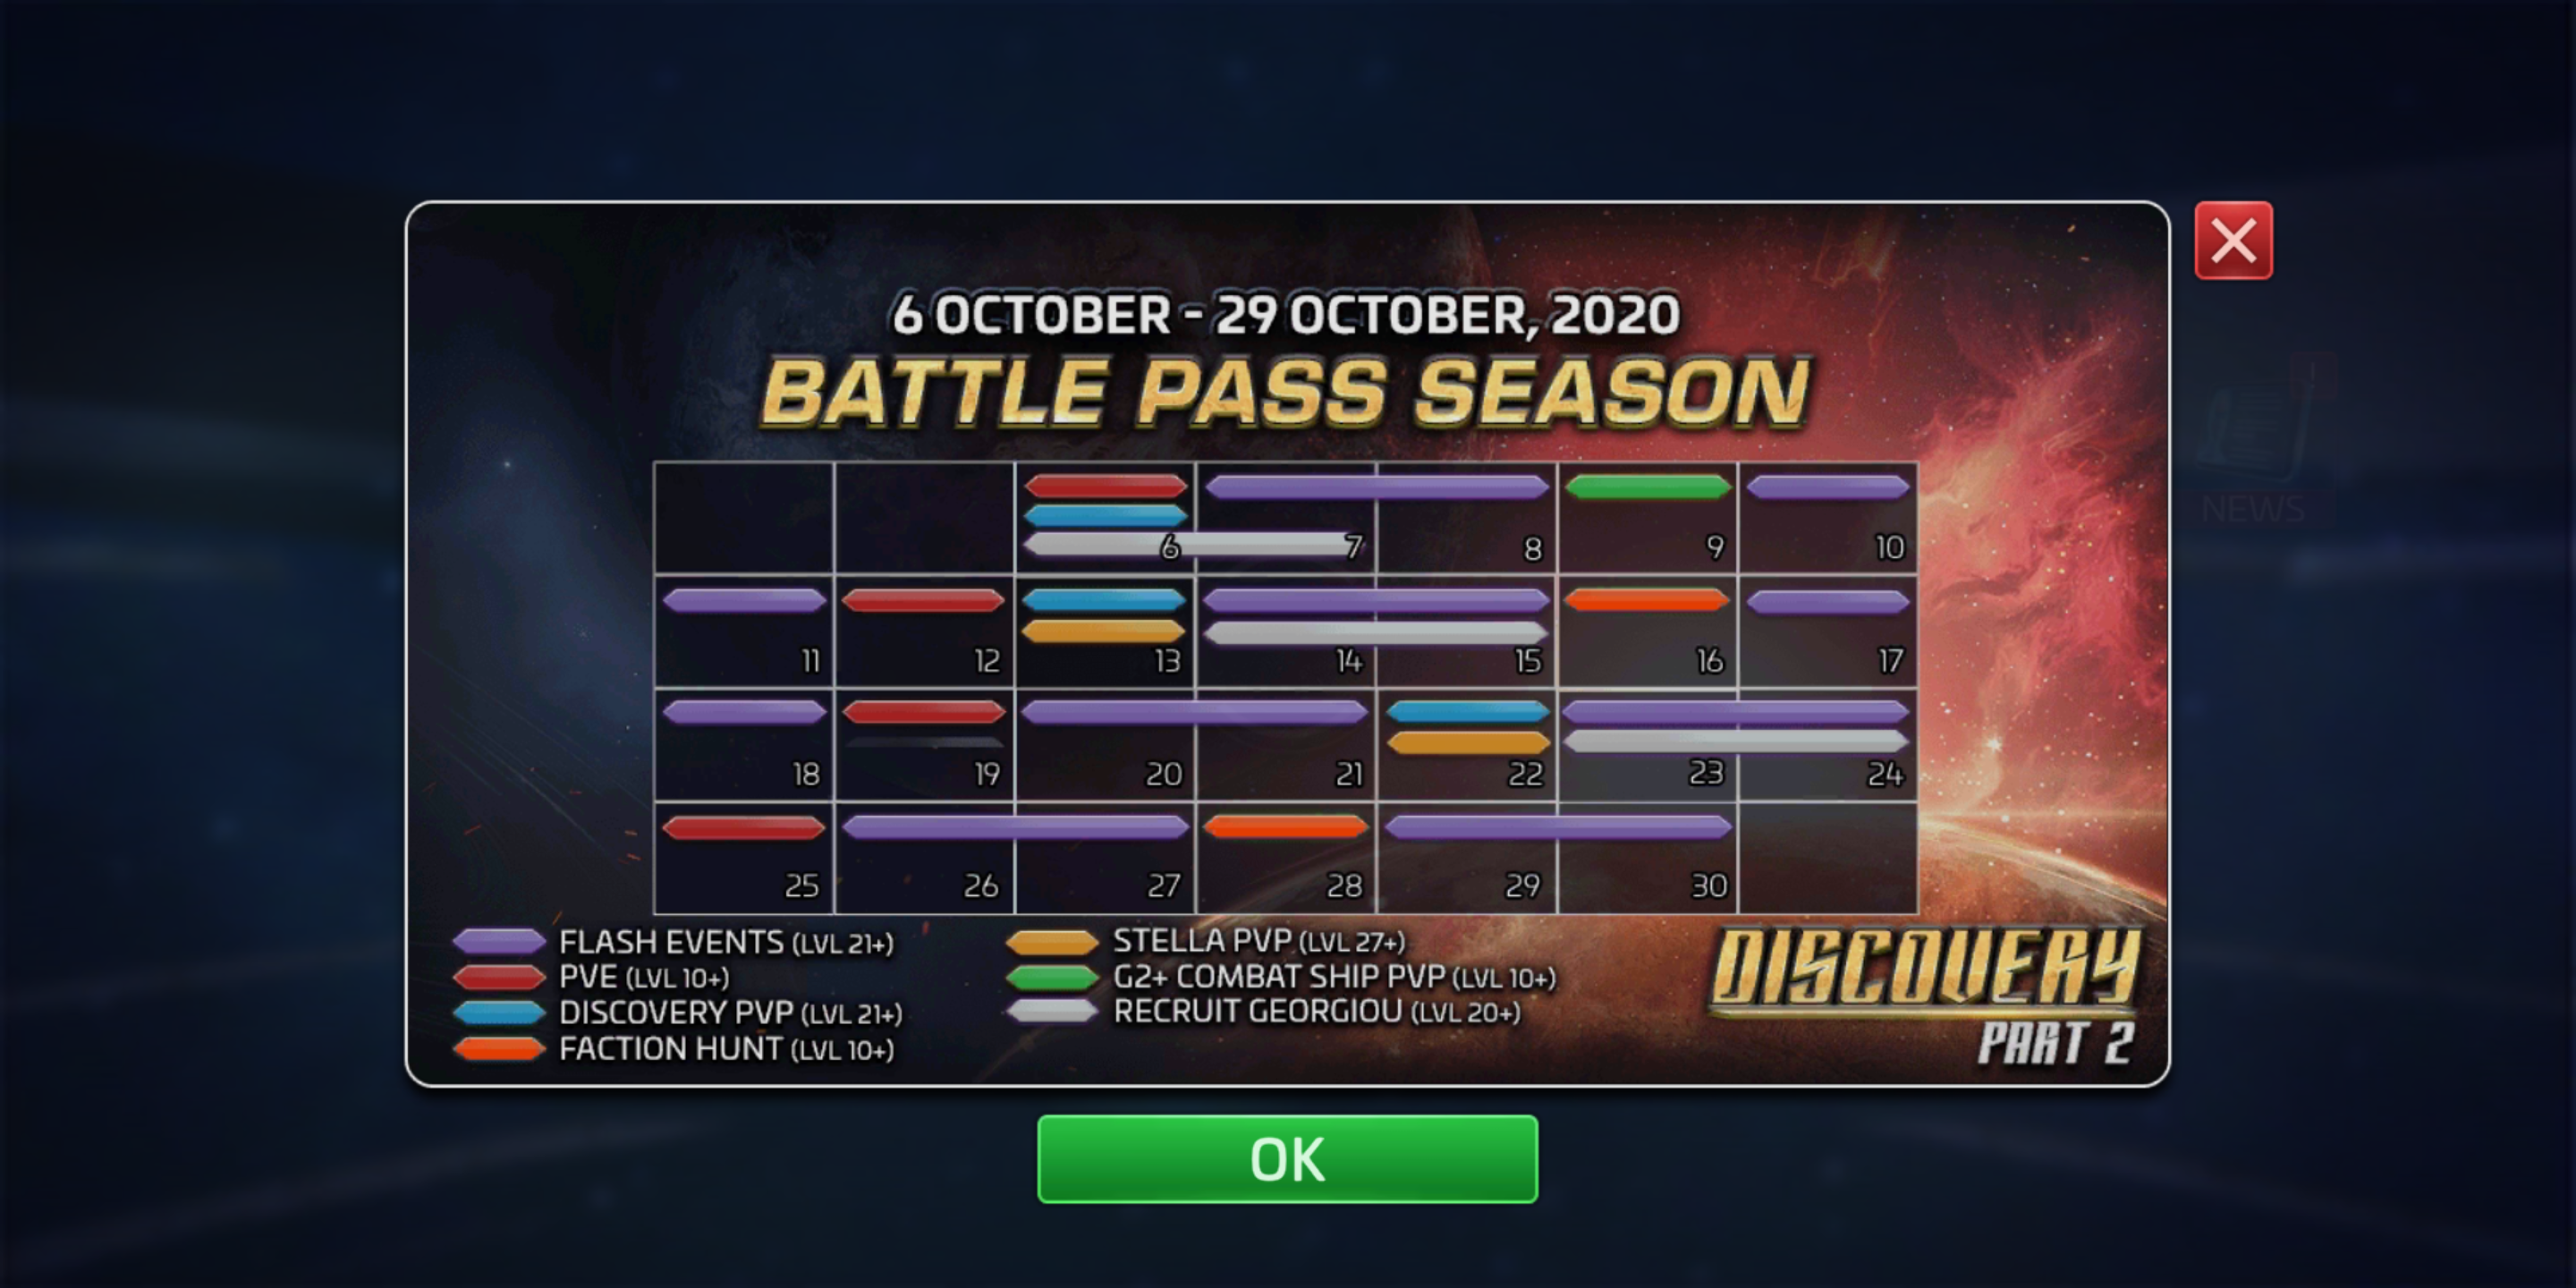 6 OCTOBER - 29 OCTOBER, 2020
BATTLE PASS SEASON
NEWS
6 7 8 9 10
11 12 13 14 15 16 17
18 19 20 21 22 23 24
25 26 27 28 29 30
FLASH EVENTS (LVL 21+)
PVE (LVL 10+)
DISCOVERY PVP (LVL 21+)
FACTION HUNT (LVL 10+)
STELLA PVP (LVL 27+)
G2+ COMBAT SHIP PVP (LVL 10+)
RECRUIT GEORGIOU (LVL 20+)
DISCOVERY
PART 2
OK